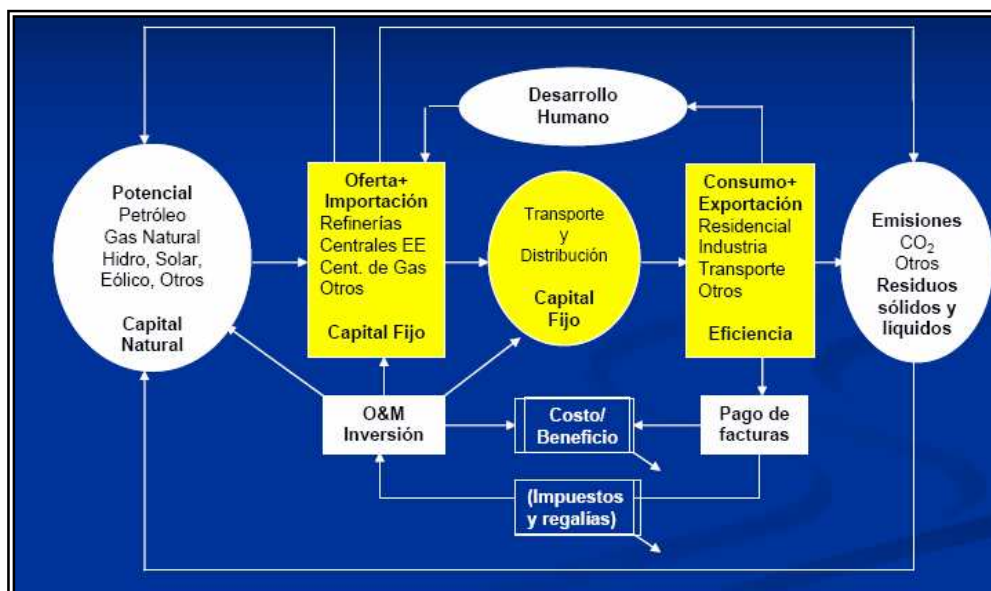 Desarrollo
Humano
Potencial
Petróleo
Gas Natural
Hidro, Solar,
Eólico, Otros
Capital
Natural
Oferta+
Importación
Refinerías
Centrales EE
Cent. de Gas
Otros
Capital Fijo
Transporte
y
Distribución
Capital
Fijo
Consumo+
Exportación
Residencial
Industria
Transporte
Otros
Eficiencia
Emisiones
CO₂
Otros
Residuos
sólidos y
líquidos
O&M
Inversión
Costo/
Beneficio
Pago de
facturas
(Impuestos
y regalías)